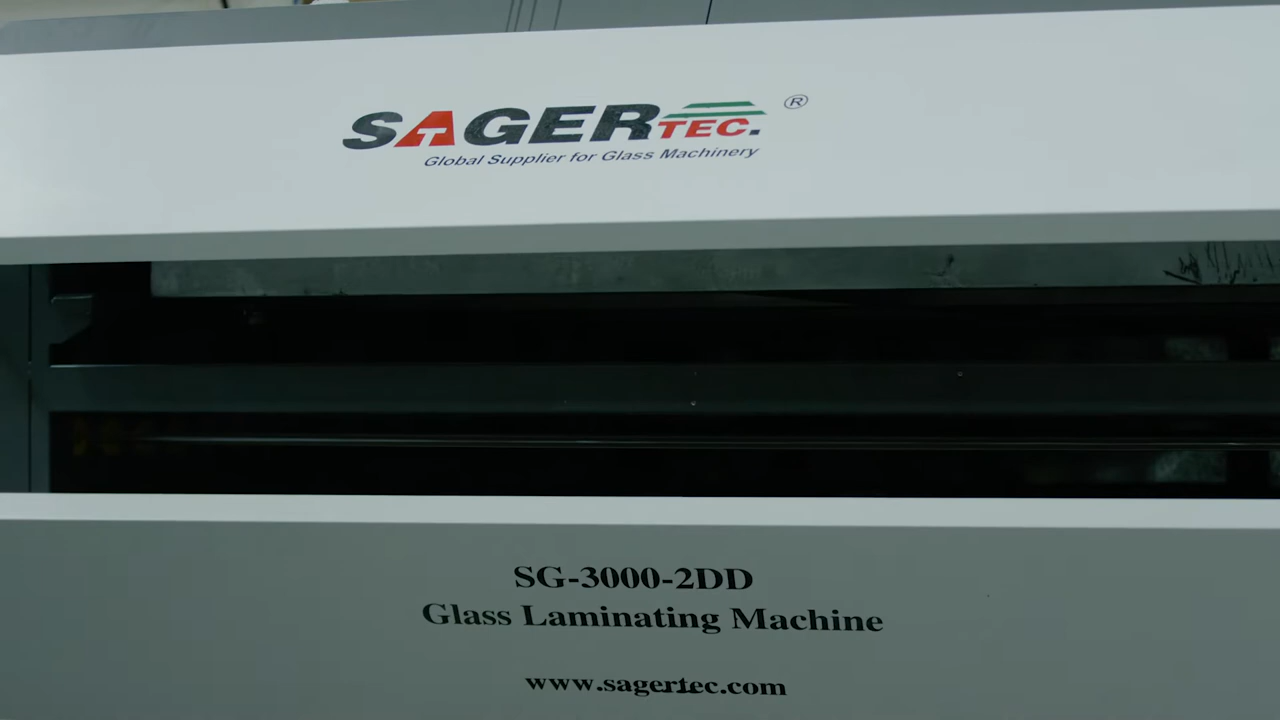 SAGERTEC. ®
Global Supplier for Glass Machinery
SG-3000-2DD
Glass Laminating Machine
www.sagertec.com